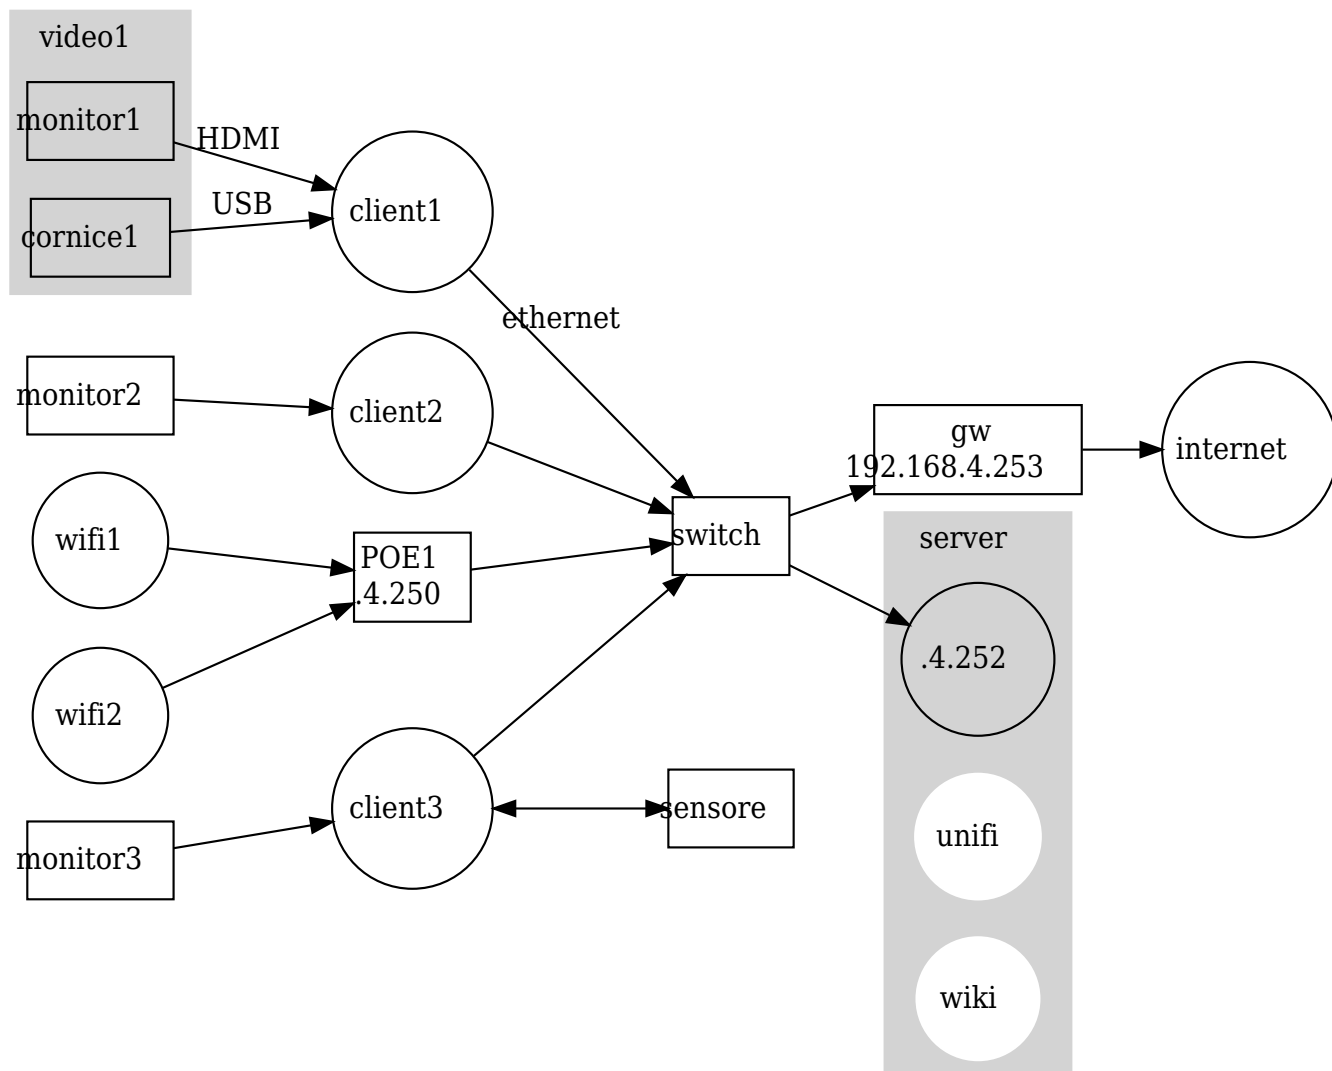 video1
monitor1
HDMI
cornice1
USB
client1
ethernet
monitor2
client2
wifi1
POE1
.4.250
wifi2
switch
gw
192.168.4.253
internet
server
.4.252
monitor3
client3
sensore
unifi
wiki